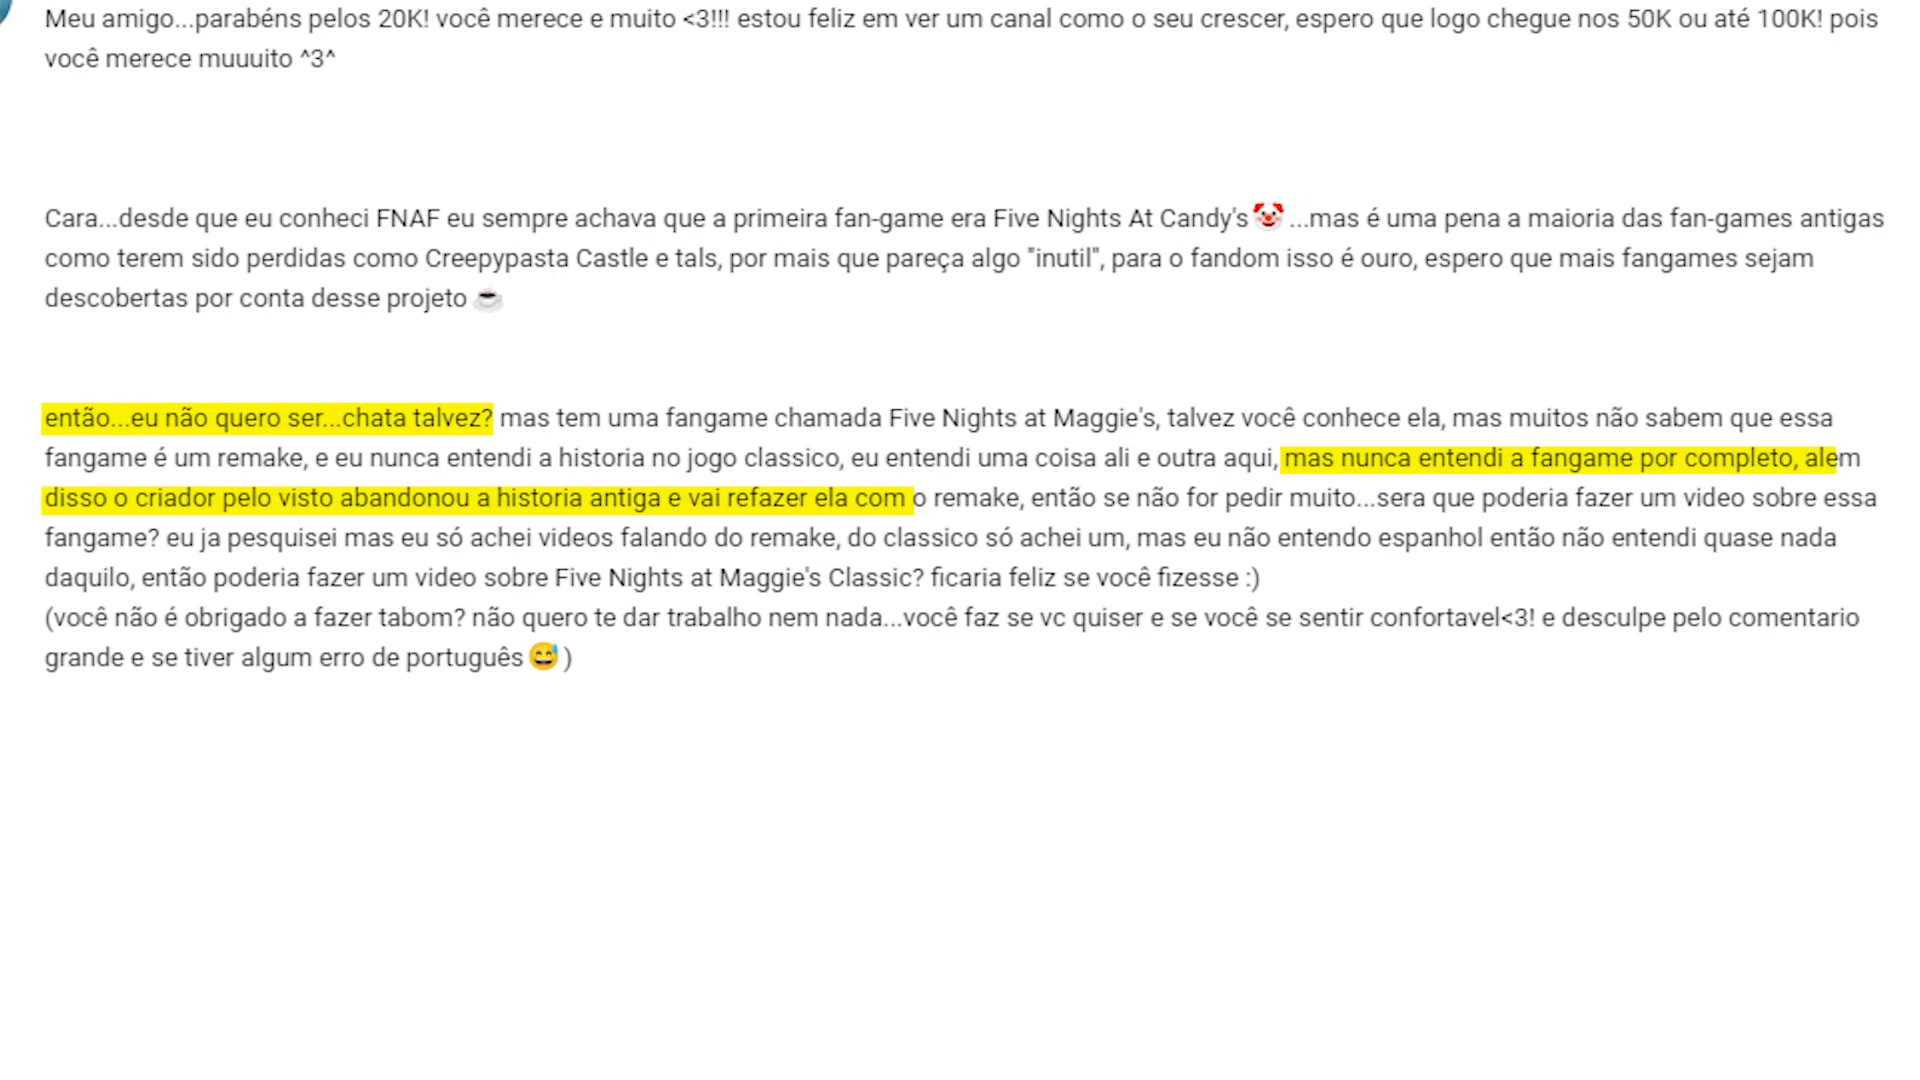 Meu amigo...parabéns pelos 20K! você merece e muito <3!!! estou feliz em ver um canal como o seu crescer, espero que logo chegue nos 50K ou até 100K! pois
você merece muuuito ^3^
Cara...desde que eu conheci FNAF eu sempre achava que a primeira fan-game era Five Nights At Candy's🤡...mas é uma pena a maioria das fan-games antigas
como terem sido perdidas como Creepypasta Castle e tals, por mais que pareça algo "inutil", para o fandom isso é ouro, espero que mais fangames sejam
descobertas por conta desse projeto ☕
então...eu não quero ser...chata talvez? mas tem uma fangame chamada Five Nights at Maggie's, talvez você conhece ela, mas muitos não sabem que essa
fangame é um remake, e eu nunca entendi a historia no jogo classico, eu entendi uma coisa ali e outra aqui, mas nunca entendi a fangame por completo, alem
disso o criador pelo visto abandonou a historia antiga e vai refazer ela com o remake, então se não for pedir muito...sera que poderia fazer um video sobre essa
fangame? eu ja pesquisei mas eu só achei videos falando do remake, do classico só achei um, mas eu não entendo espanhol então não entendi quase nada
daquilo, então poderia fazer um video sobre Five Nights at Maggie's Classic? ficaria feliz se você fizesse :)
(você não é obrigado a fazer tabom? não quero te dar trabalho nem nada...você faz se vc quiser e se você se sentir confortavel<3! e desculpe pelo comentario
grande e se tiver algum erro de português😅)